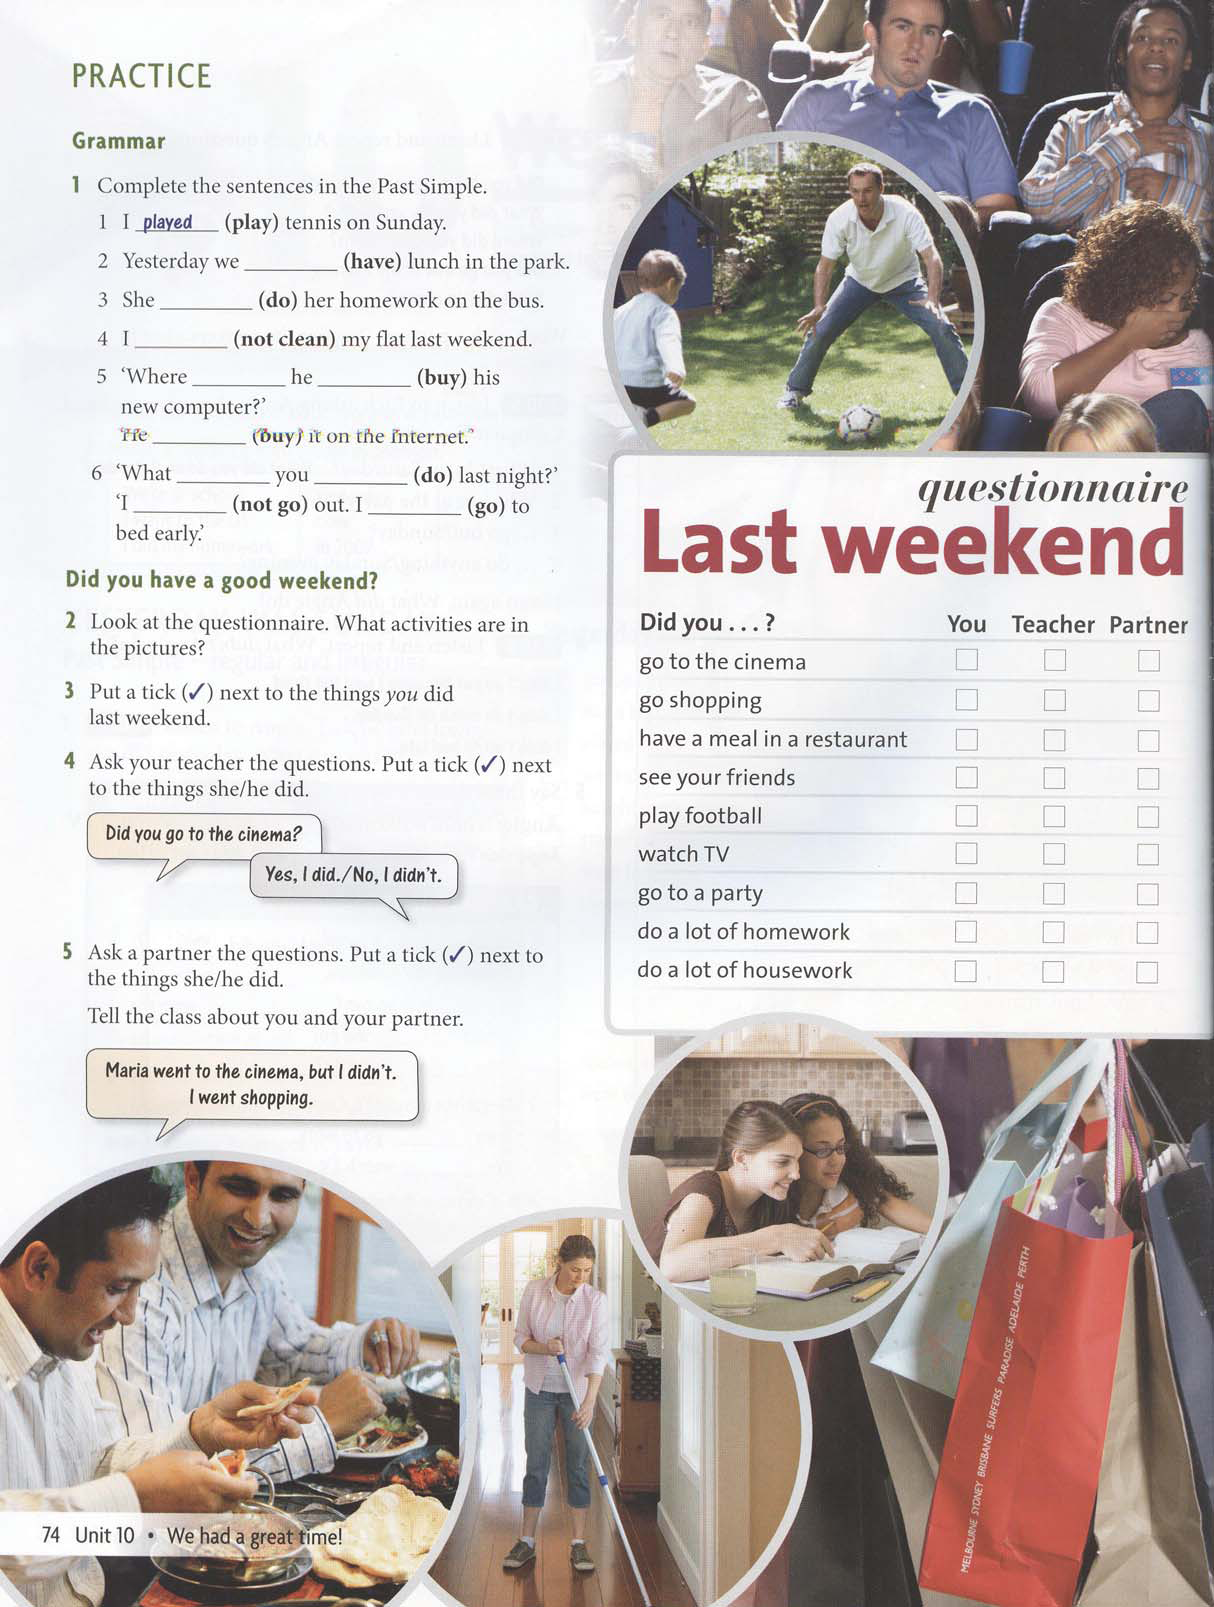 PRACTICE
Grammar
1 Complete the sentences in the Past Simple.
1 I played (play) tennis on Sunday.
2 Yesterday we __________ (have) lunch in the park.
3 She __________ (do) her homework on the bus.
4 I __________ (not clean) my flat last weekend.
5 ‘Where __________ he __________ (buy) his
new computer?’
‘He __________ (buy) it on the Internet.’
6 ‘What __________ you __________ (do) last night?’
‘I __________ (not go) out. I __________ (go) to
bed early.’
Did you have a good weekend?
2 Look at the questionnaire. What activities are in
the pictures?
3 Put a tick (✓) next to the things you did
last weekend.
4 Ask your teacher the questions. Put a tick (✓) next
to the things she/he did.
Did you go to the cinema?
Yes, I did./No, I didn't.
5 Ask a partner the questions. Put a tick (✓) next to
the things she/he did.
Tell the class about you and your partner.
Maria went to the cinema, but I didn't.
I went shopping.
questionnaire
Last weekend
Did you . . . ? You Teacher Partner
go to the cinema
go shopping
have a meal in a restaurant
see your friends
play football
watch TV
go to a party
do a lot of homework
do a lot of housework
MELBOURNE SYDNEY BRISBANE SURFERS PARADISE ADELAIDE PERTH
74 Unit 10 • We had a great time!